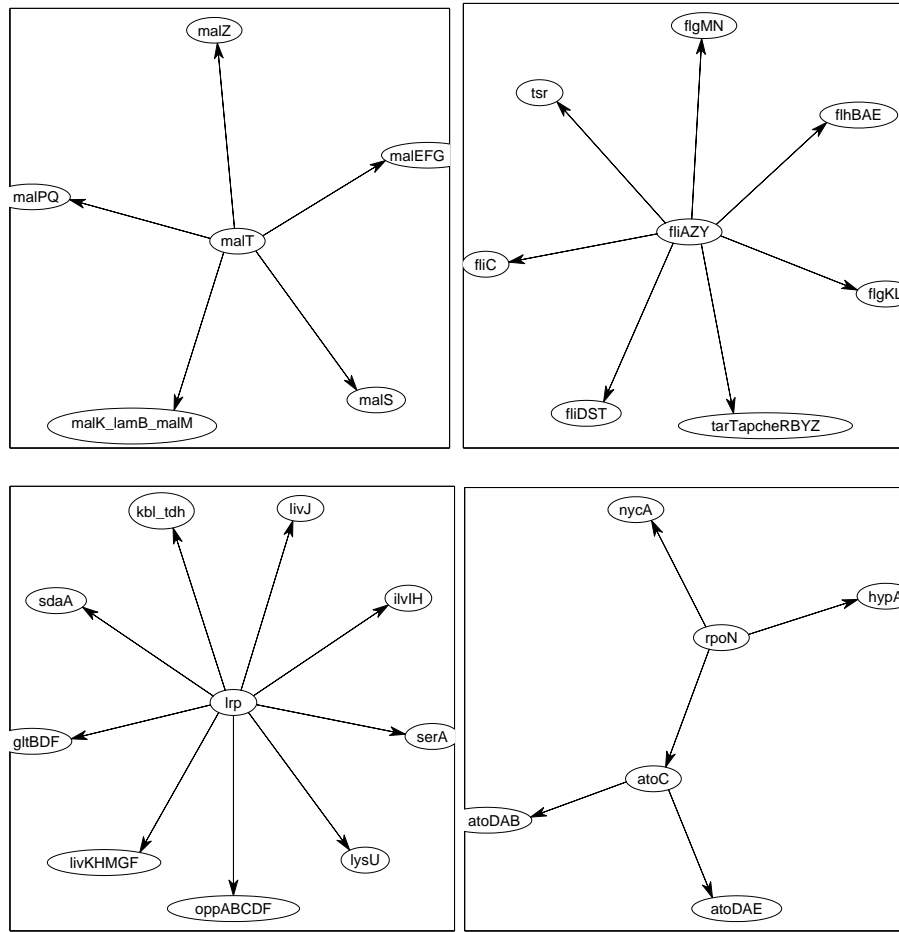 malZ
malEFG
malPQ
malT
malS
malK_lamB_malM
flgMN
tsr
flhBAE
fliAZY
fliC
flgKL
fliDST
tarTapcheRBYZ
kbl_tdh
livJ
sdaA
ilvIH
lrp
gltBDF
serA
livKHMGF
lysU
oppABCDF
nycA
hypA
rpoN
atoC
atoDAB
atoDAE